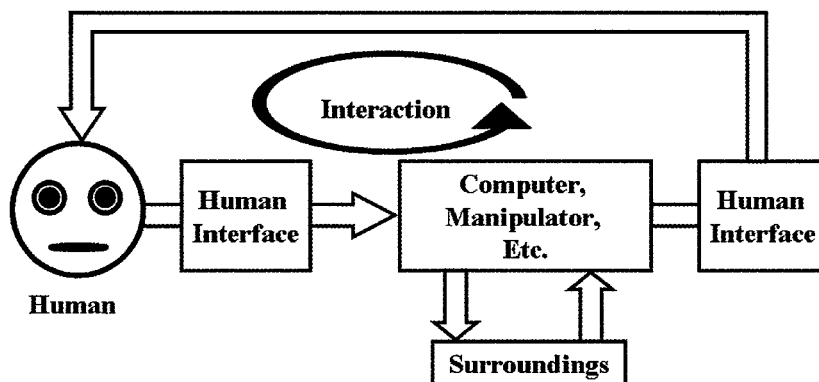 Interaction
Human
Interface
Computer,
Manipulator,
Etc.
Human
Interface
Human
Surroundings